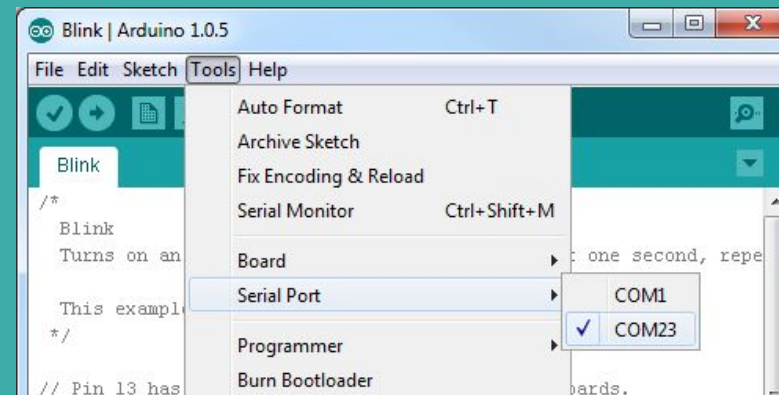 Blink | Arduino 1.0.5
File Edit Sketch Tools Help
Auto Format Ctrl+T
Archive Sketch
Blink
Fix Encoding & Reload
/*
Serial Monitor Ctrl+Shift+M
Blink
Turns on an one second, repe
Board
Serial Port COM1
This exampl
COM23
*/
Programmer
Burn Bootloader
// Pin 13 has